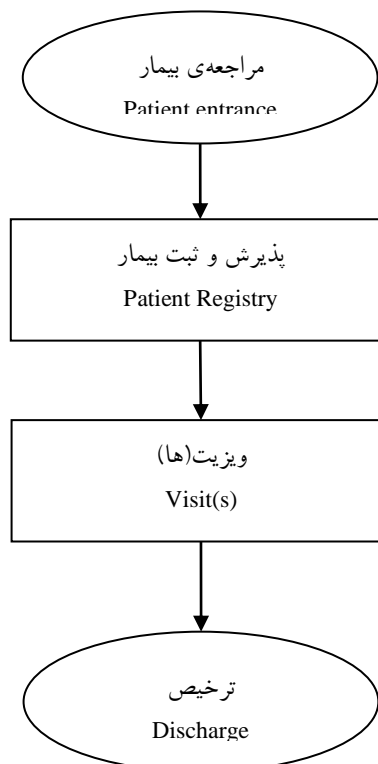 مراجعه‌ی بیمار
Patient entrance
پذیرش و ثبت بیمار
Patient Registry
ویزیت(ها)
Visit(s)
ترخیص
Discharge